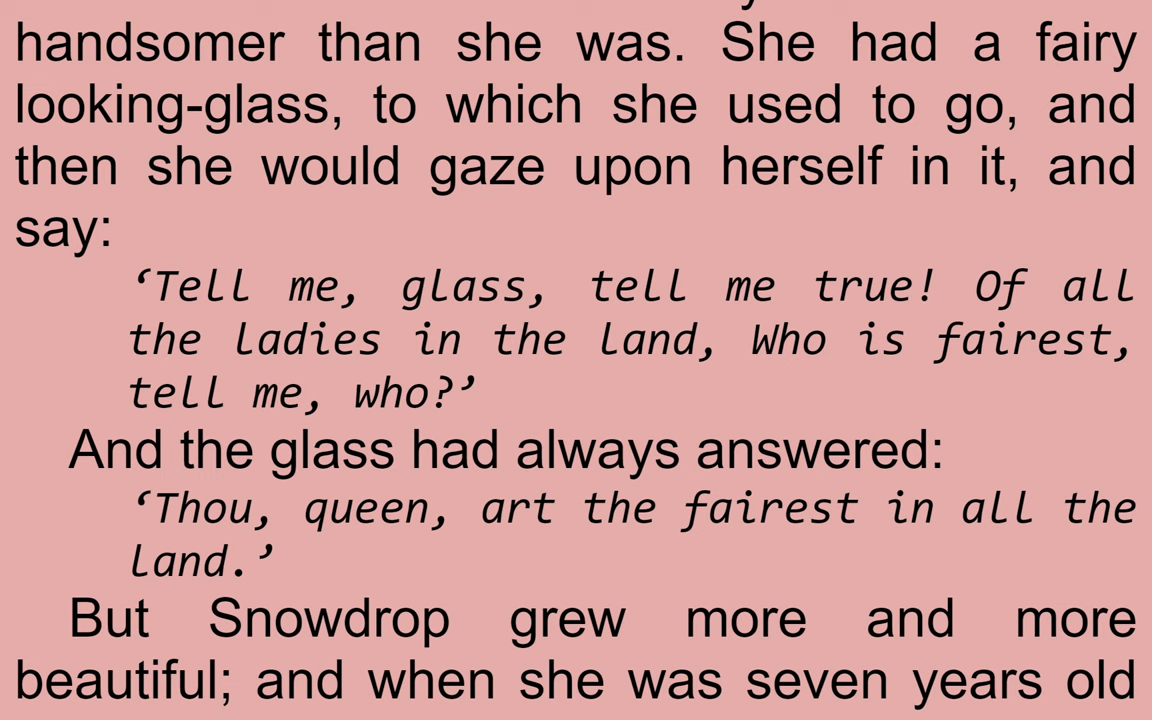 handsomer than she was. She had a fairy
looking-glass, to which she used to go, and
then she would gaze upon herself in it, and
say:
‘Tell me, glass, tell me true! Of all
the ladies in the land, Who is fairest,
tell me, who?’
And the glass had always answered:
‘Thou, queen, art the fairest in all the
land.’
But Snowdrop grew more and more
beautiful; and when she was seven years old